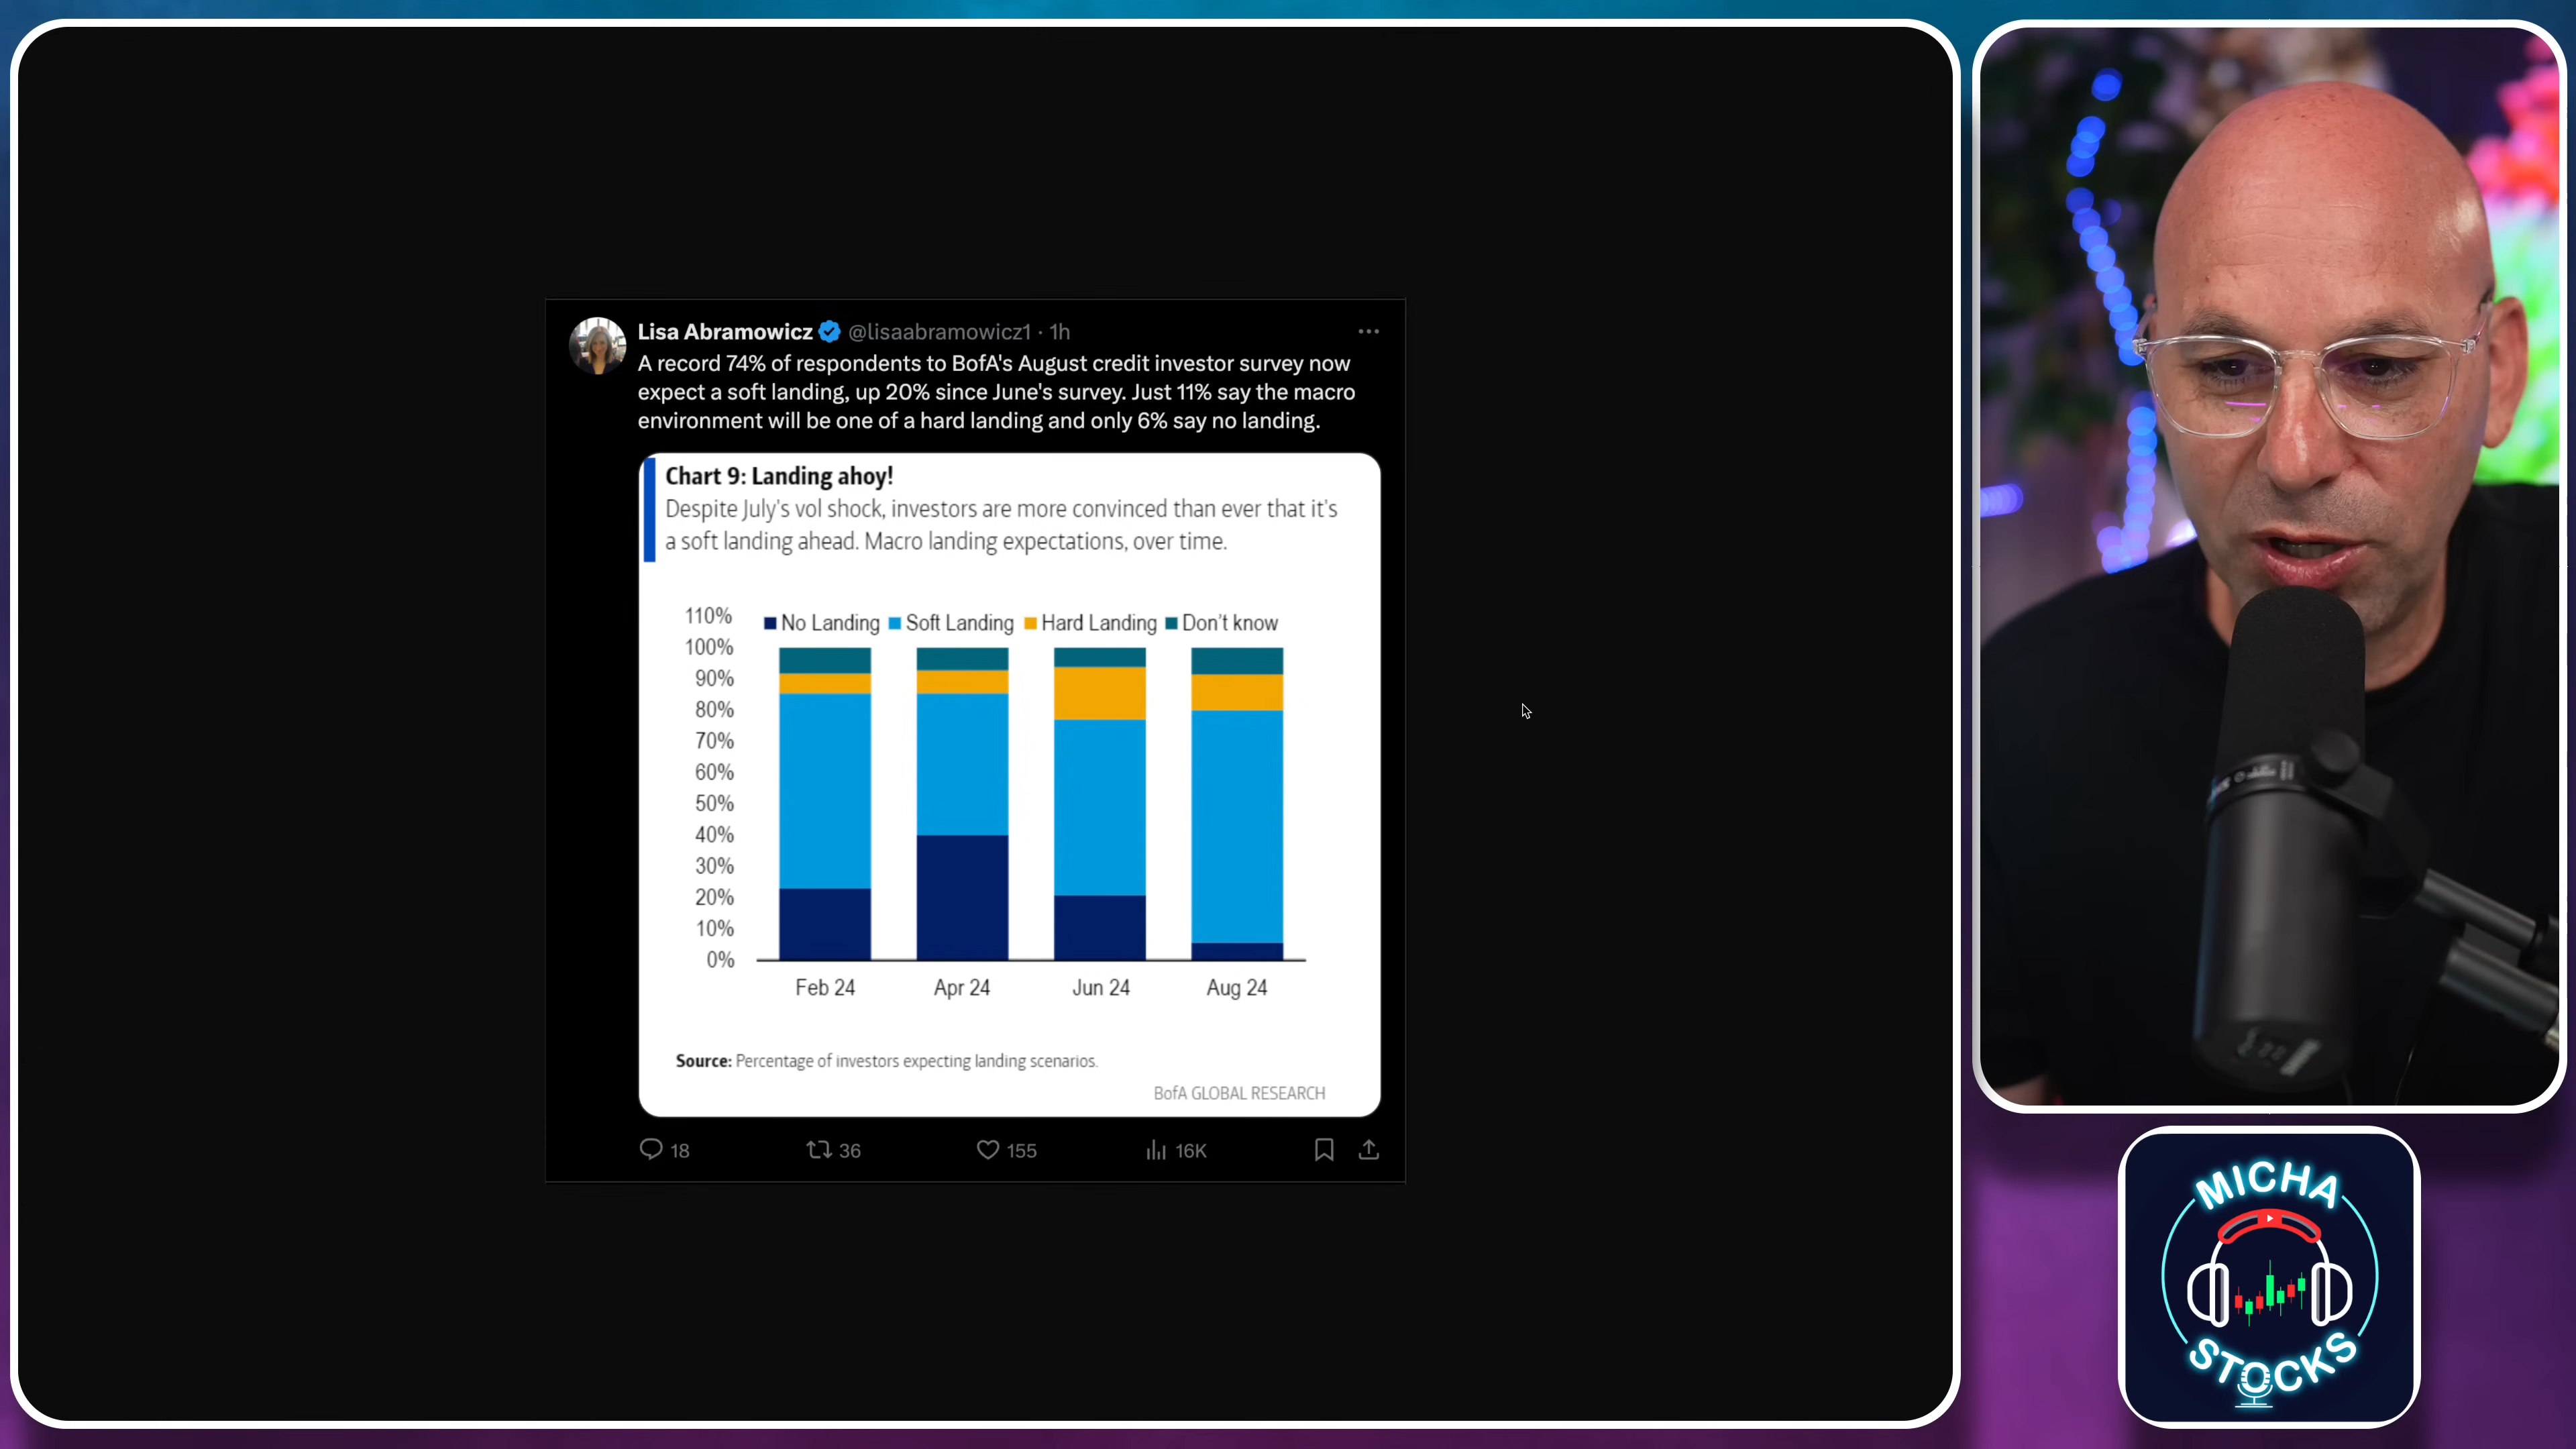 Lisa Abramowicz @lisaabramowicz1 · 1h
A record 74% of respondents to BofA's August credit investor survey now
expect a soft landing, up 20% since June's survey. Just 11% say the macro
environment will be one of a hard landing and only 6% say no landing.
Chart 9: Landing ahoy!
Despite July's vol shock, investors are more convinced than ever that it's
a soft landing ahead. Macro landing expectations, over time.
No Landing Soft Landing Hard Landing Don't know
110%
100%
90%
80%
70%
60%
50%
40%
30%
20%
10%
0%
Feb 24 Apr 24 Jun 24 Aug 24
Source: Percentage of investors expecting landing scenarios.
BofA GLOBAL RESEARCH
18 36 155 16K
MICHA
STOCKS